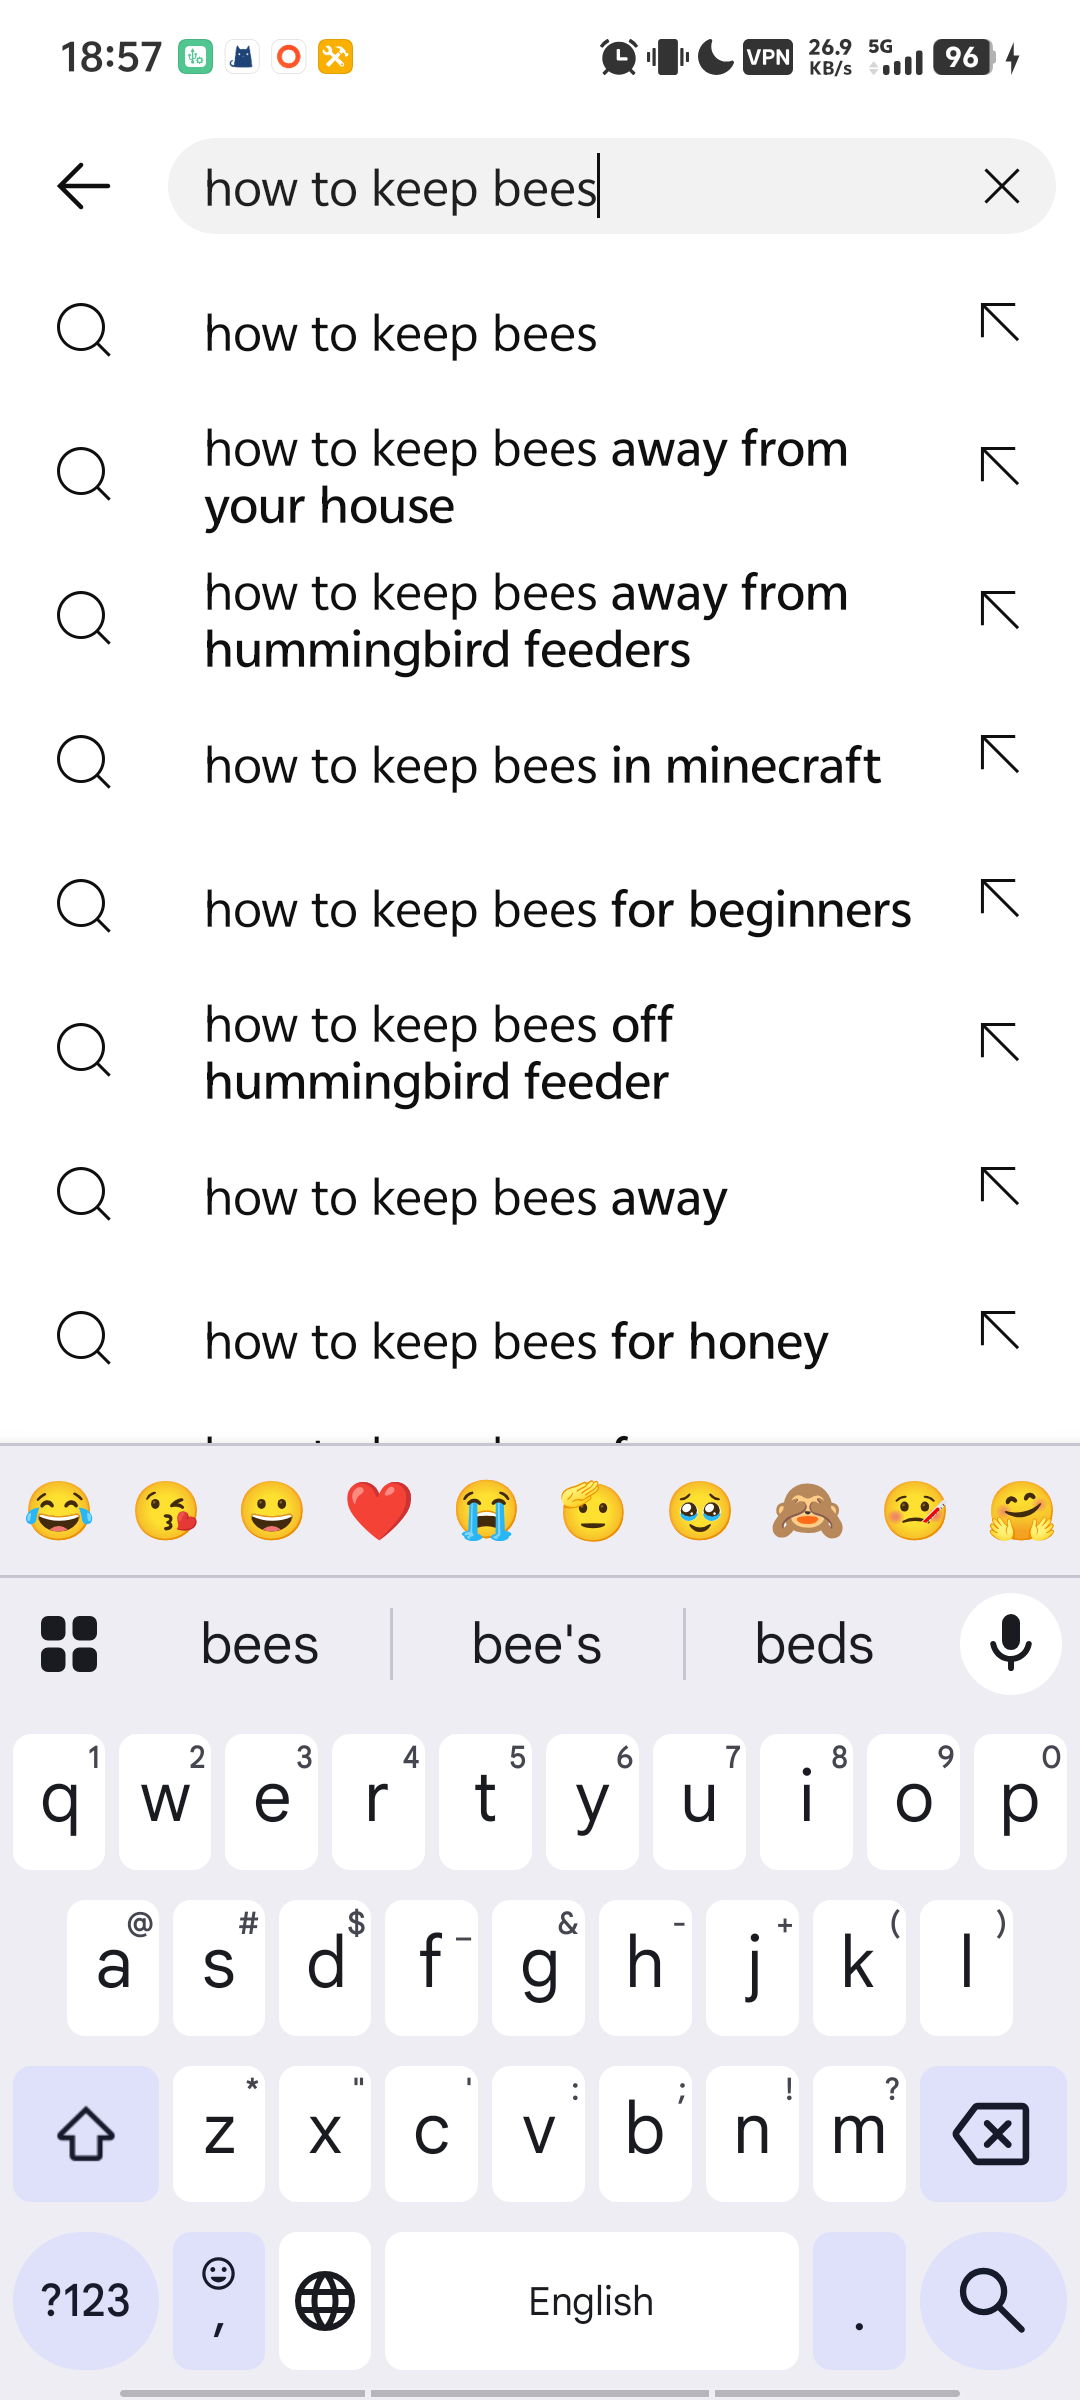 18:57
VPN
26.9
KB/s
5G
96
how to keep bees
how to keep bees
how to keep bees away from
your house
how to keep bees away from
hummingbird feeders
how to keep bees in minecraft
how to keep bees for beginners
how to keep bees off
hummingbird feeder
how to keep bees away
how to keep bees for honey
bees bee's beds
1 2 3 4 5 6 7 8 9 0
q w e r t y u i o p
@ # $ _ & - + ( )
a s d f g h j k l
* " ' : ; ! ?
z x c v b n m
?123 , English .